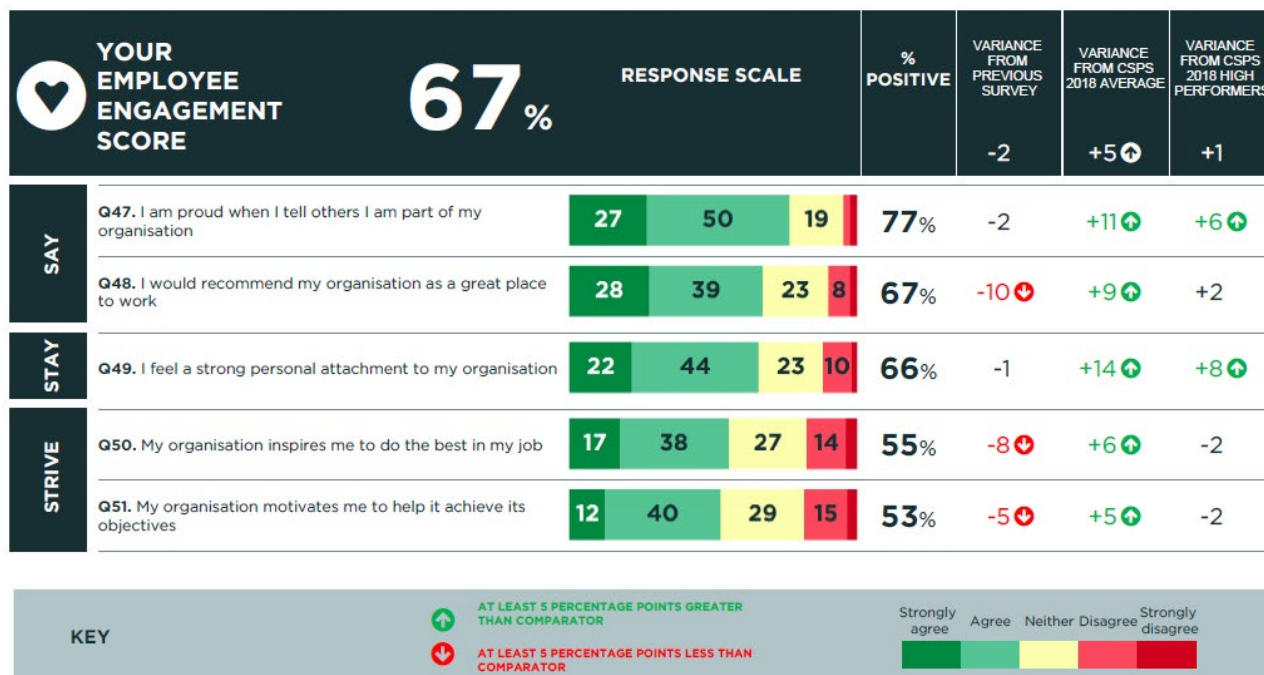 YOUR
EMPLOYEE
ENGAGEMENT
SCORE
67%
RESPONSE SCALE
%
POSITIVE
VARIANCE
FROM
PREVIOUS
SURVEY
-2
VARIANCE
FROM CSPS
2018 AVERAGE
+5
VARIANCE
FROM CSPS
2018 HIGH
PERFORMERS
+1
SAY
Q47. I am proud when I tell others I am part of my
organisation
27 50 19 77% -2 +11 +6
Q48. I would recommend my organisation as a great place
to work
28 39 23 8 67% -10 +9 +2
STAY
Q49. I feel a strong personal attachment to my organisation 22 44 23 10 66% -1 +14 +8
STRIVE
Q50. My organisation inspires me to do the best in my job 17 38 27 14 55% -8 +6 -2
Q51. My organisation motivates me to help it achieve its
objectives
12 40 29 15 53% -5 +5 -2
KEY
AT LEAST 5 PERCENTAGE POINTS GREATER
THAN COMPARATOR
AT LEAST 5 PERCENTAGE POINTS LESS THAN
COMPARATOR
Strongly
agree
Agree
Neither
Disagree
Strongly
disagree